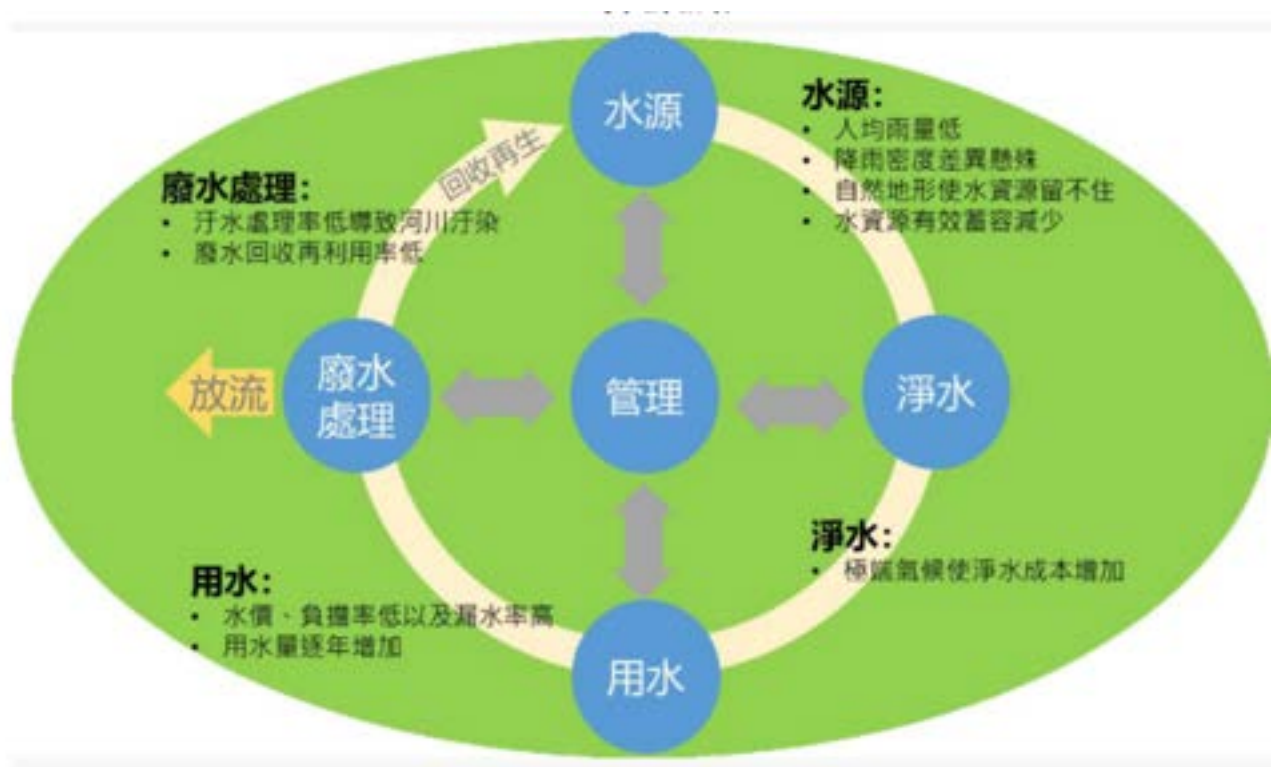 水源
水源：
• 人均雨量低
• 降雨密度差異懸殊
• 自然地形使水資源留不住
• 水資源有效蓄容減少
回收再生
廢水處理：
• 汙水處理率低導致河川汙染
• 廢水回收再利用率低
放流
廢水
處理
管理
淨水
淨水：
• 極端氣候使淨水成本增加
用水：
• 水價、負擔率低以及漏水率高
• 用水量逐年增加
用水